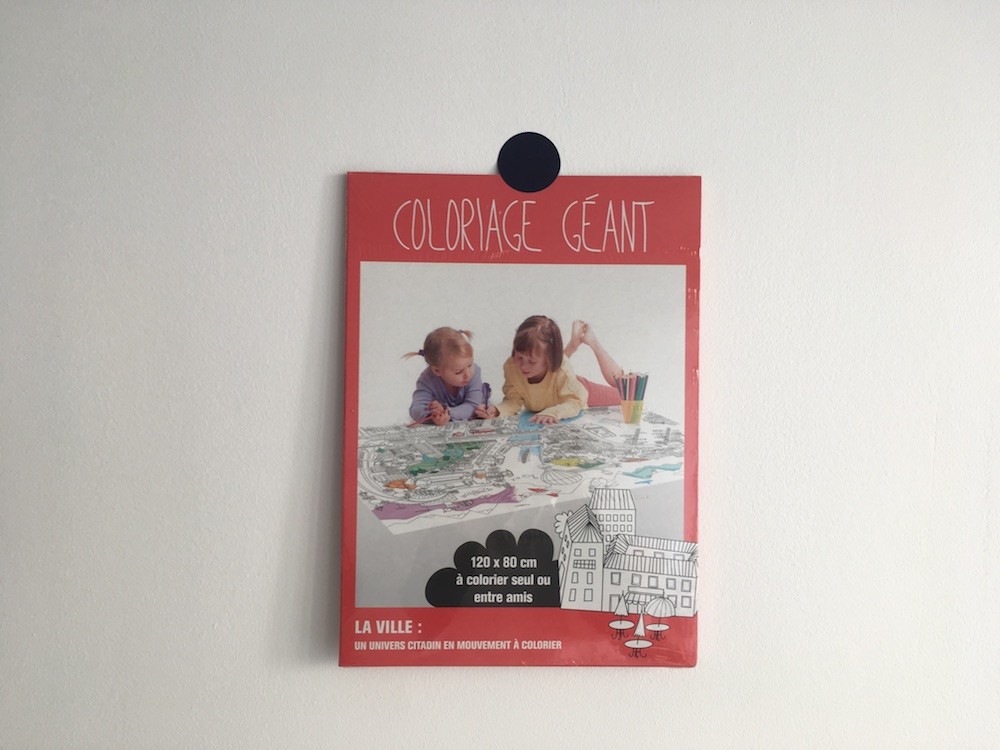 COLORIAGE GÉANT
120 x 80 cm
à colorier seul ou
entre amis
LA VILLE :
UN UNIVERS CITADIN EN MOUVEMENT À COLORIER